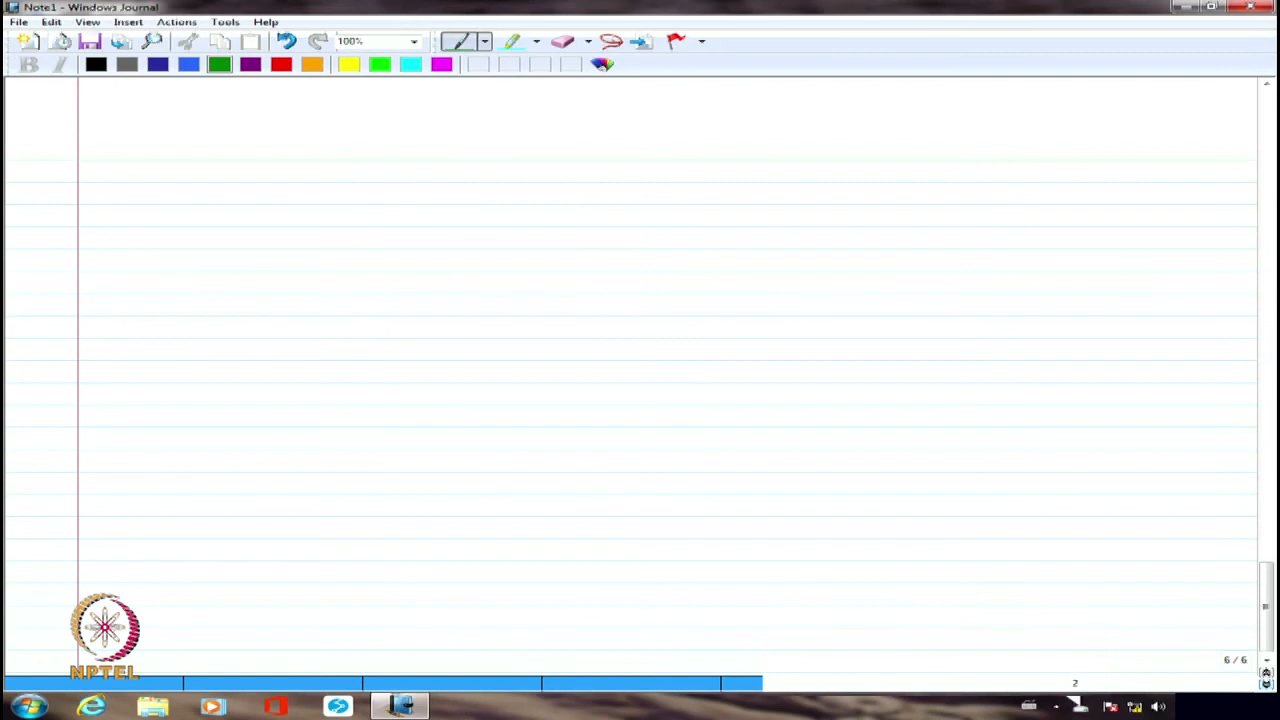 Note1 - Windows Journal
File Edit View Insert Actions Tools Help
100%
B I
6 / 6
NPTEL
2